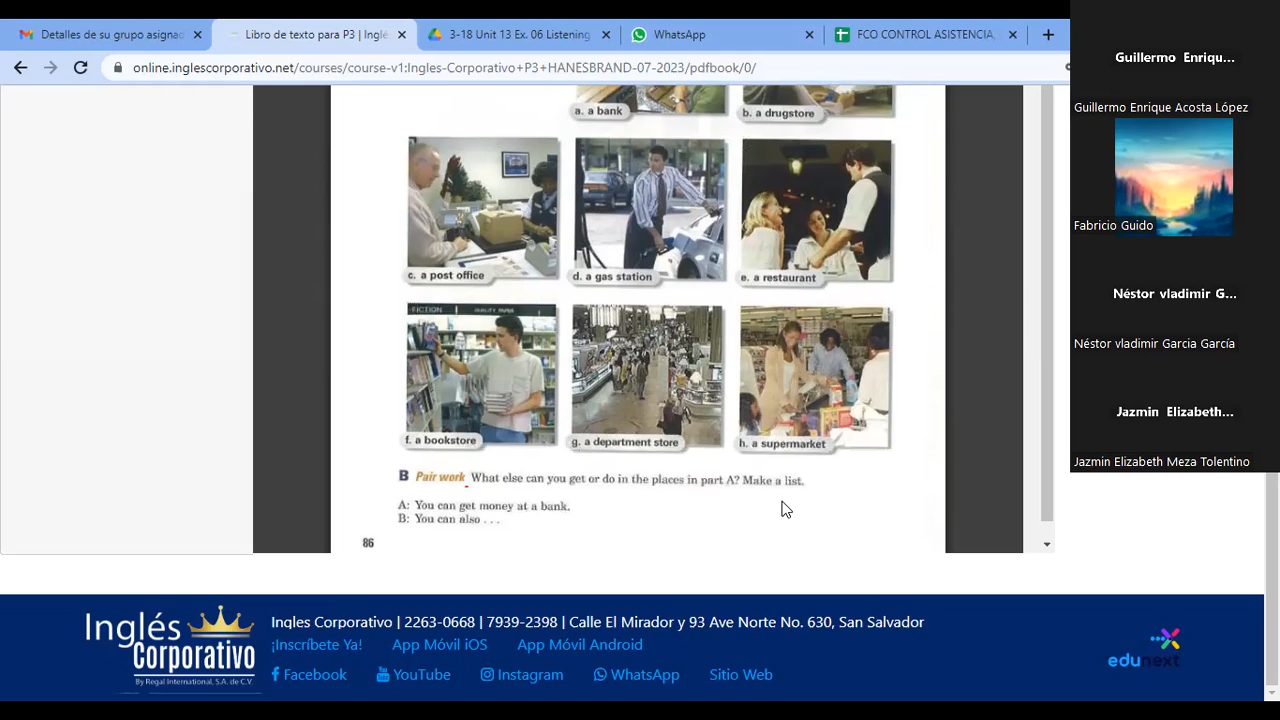 Detalles de su grupo asignad
Libro de texto para P3 | Inglé
3-18 Unit 13 Ex. 06 Listening
WhatsApp
FCO CONTROL ASISTENCIA,
online.inglescorporativo.net/courses/course-v1:Ingles-Corporativo+P3+HANESBRAND-07-2023/pdfbook/0/
a. a bank
b. a drugstore
c. a post office
d. a gas station
e. a restaurant
FICTION
QUALITY PAPER
f. a bookstore
g. a department store
h. a supermarket
B Pair work What else can you get or do in the places in part A? Make a list.
A: You can get money at a bank.
B: You can also . . .
86
Guillermo Enriqu...
Guillermo Enrique Acosta López
Fabricio Guido
Néstor vladimir G...
Néstor vladimir Garcia García
Jazmin Elizabeth...
Jazmin Elizabeth Meza Tolentino
Inglés
Corporativo
By Regal International, S.A. de C.V.
Ingles Corporativo | 2263-0668 | 7939-2398 | Calle El Mirador y 93 Ave Norte No. 630, San Salvador
¡Inscríbete Ya! App Móvil iOS App Móvil Android
Facebook YouTube Instagram WhatsApp Sitio Web
edunext